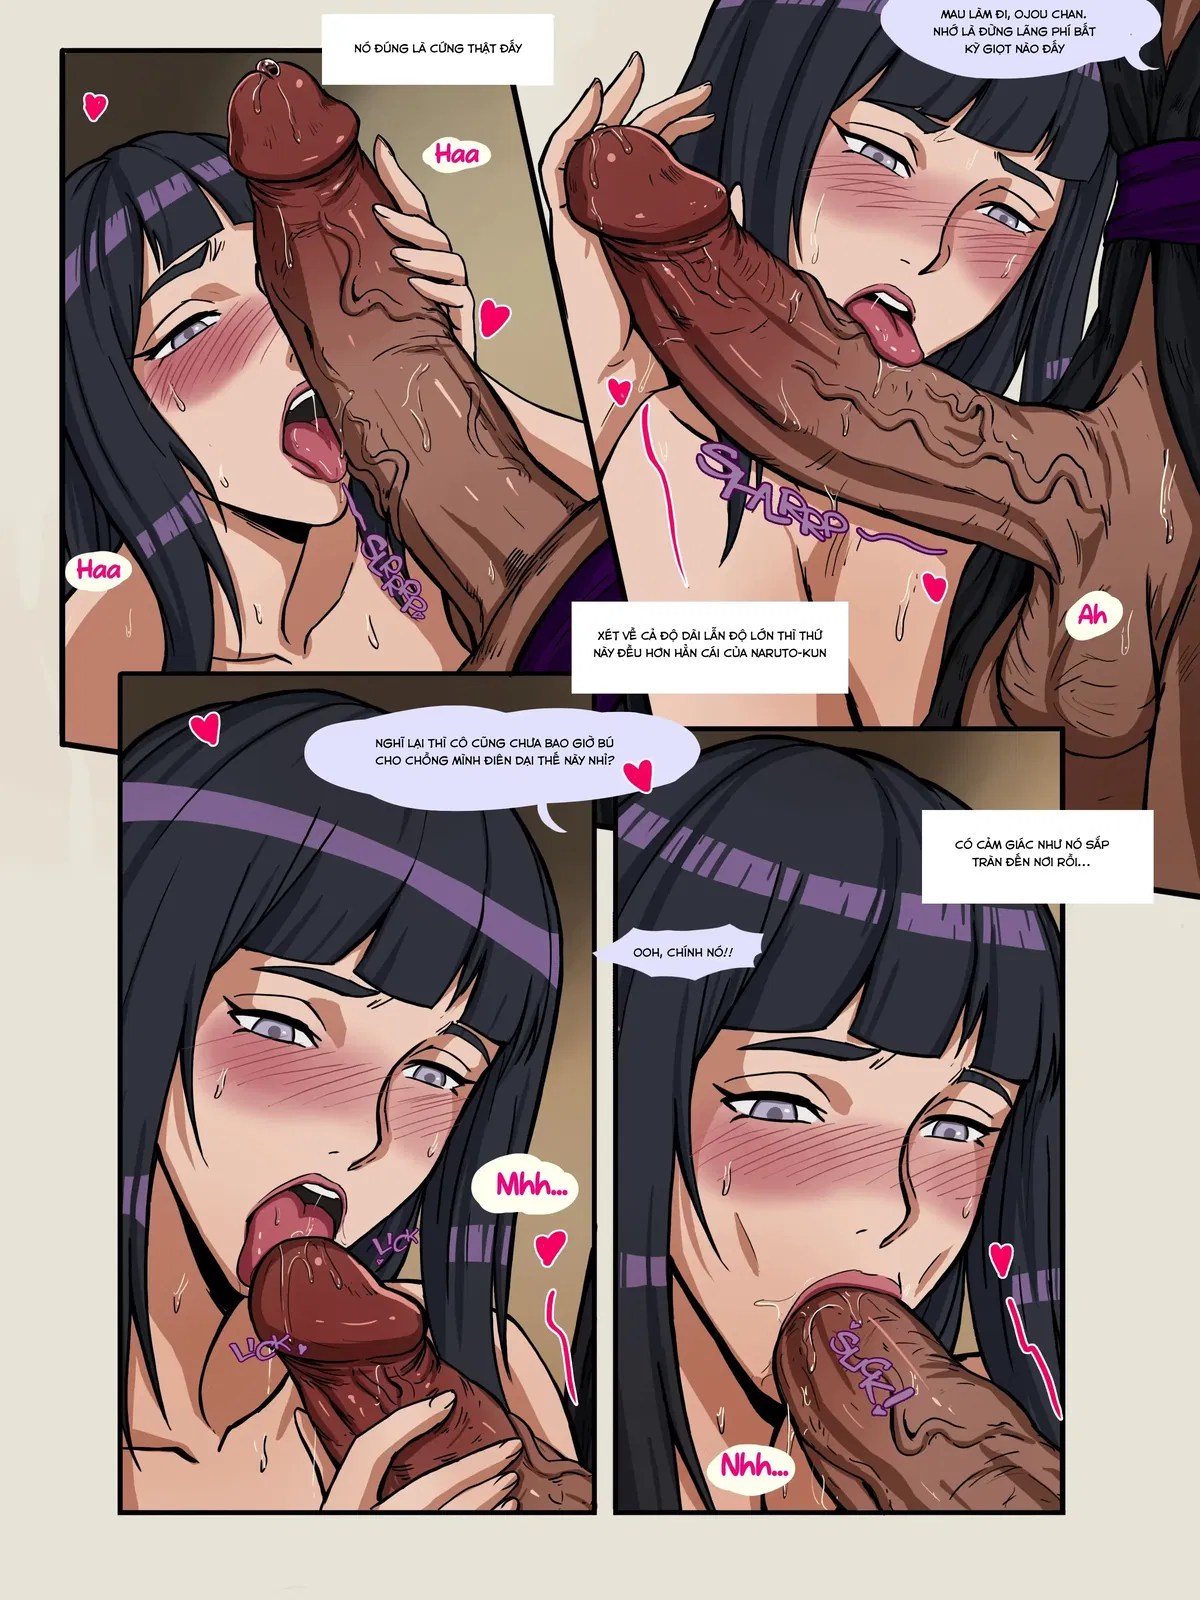 NÓ ĐÚNG LÀ CỨNG THẬT ĐẤY
MAU LÀM ĐI, OJOU CHAN.
NHỚ LÀ ĐỪNG LÃNG PHÍ BẤT
KỲ GIỌT NÀO ĐẤY
Haa
Haa
SLRRP
SLRRRP
SHLRRRP
Ah
XÉT VỀ CẢ ĐỘ DÀI LẪN ĐỘ LỚN THÌ THỨ
NÀY ĐỀU HƠN HẲN CÁI CỦA NARUTO-KUN
NGHĨ LẠI THÌ CÔ CŨNG CHƯA BAO GIỜ BÚ
CHO CHỒNG MÌNH ĐIÊN DẠI THẾ NÀY NHỈ?
Mhh...
LICK
LICK
CÓ CẢM GIÁC NHƯ NÓ SẮP
TRÀN ĐẾN NƠI RỒI...
OOH, CHÍNH NÓ!!
SUCK!
Nhh...